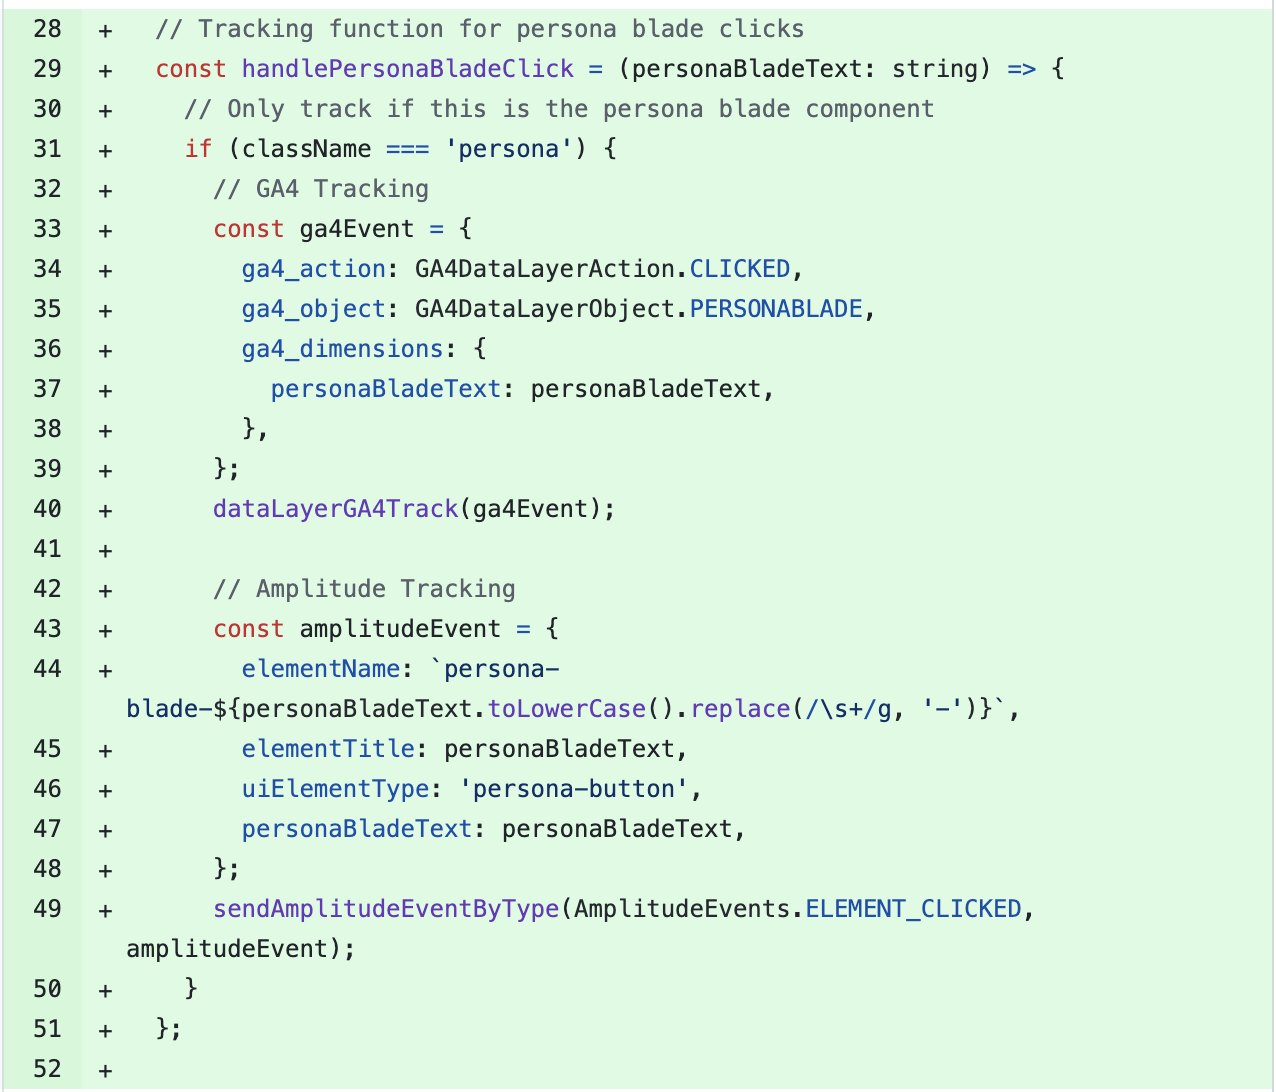 28 +   // Tracking function for persona blade clicks
29 +   const handlePersonaBladeClick = (personaBladeText: string) => {
30 +     // Only track if this is the persona blade component
31 +     if (className === 'persona') {
32 +       // GA4 Tracking
33 +       const ga4Event = {
34 +         ga4_action: GA4DataLayerAction.CLICKED,
35 +         ga4_object: GA4DataLayerObject.PERSONABLADE,
36 +         ga4_dimensions: {
37 +           personaBladeText: personaBladeText,
38 +         },
39 +       };
40 +       dataLayerGA4Track(ga4Event);
41 +
42 +       // Amplitude Tracking
43 +       const amplitudeEvent = {
44 +         elementName: `persona-
blade-${personaBladeText.toLowerCase().replace(/\s+/g, '-')}`,
45 +         elementTitle: personaBladeText,
46 +         uiElementType: 'persona-button',
47 +         personaBladeText: personaBladeText,
48 +       };
49 +       sendAmplitudeEventByType(AmplitudeEvents.ELEMENT_CLICKED,
amplitudeEvent);
50 +     }
51 +   };
52 +